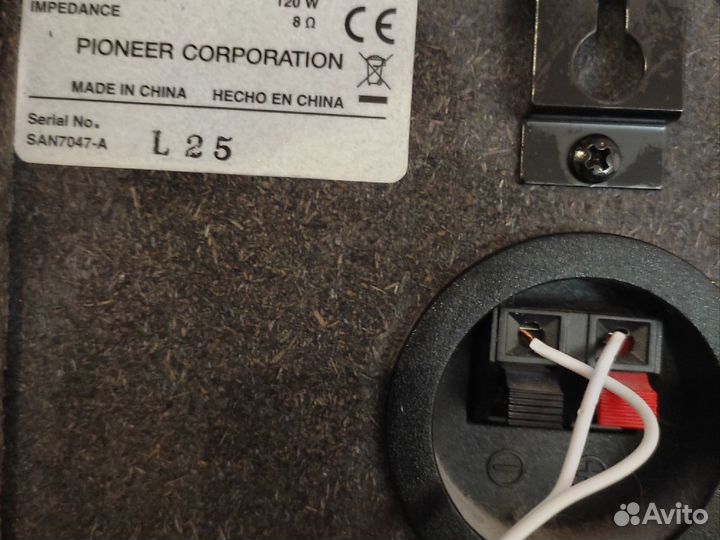 120 W
IMPEDANCE 8 Ω
CE
PIONEER CORPORATION
MADE IN CHINA HECHO EN CHINA
Serial No.
SAN7047-A L 25
Avito